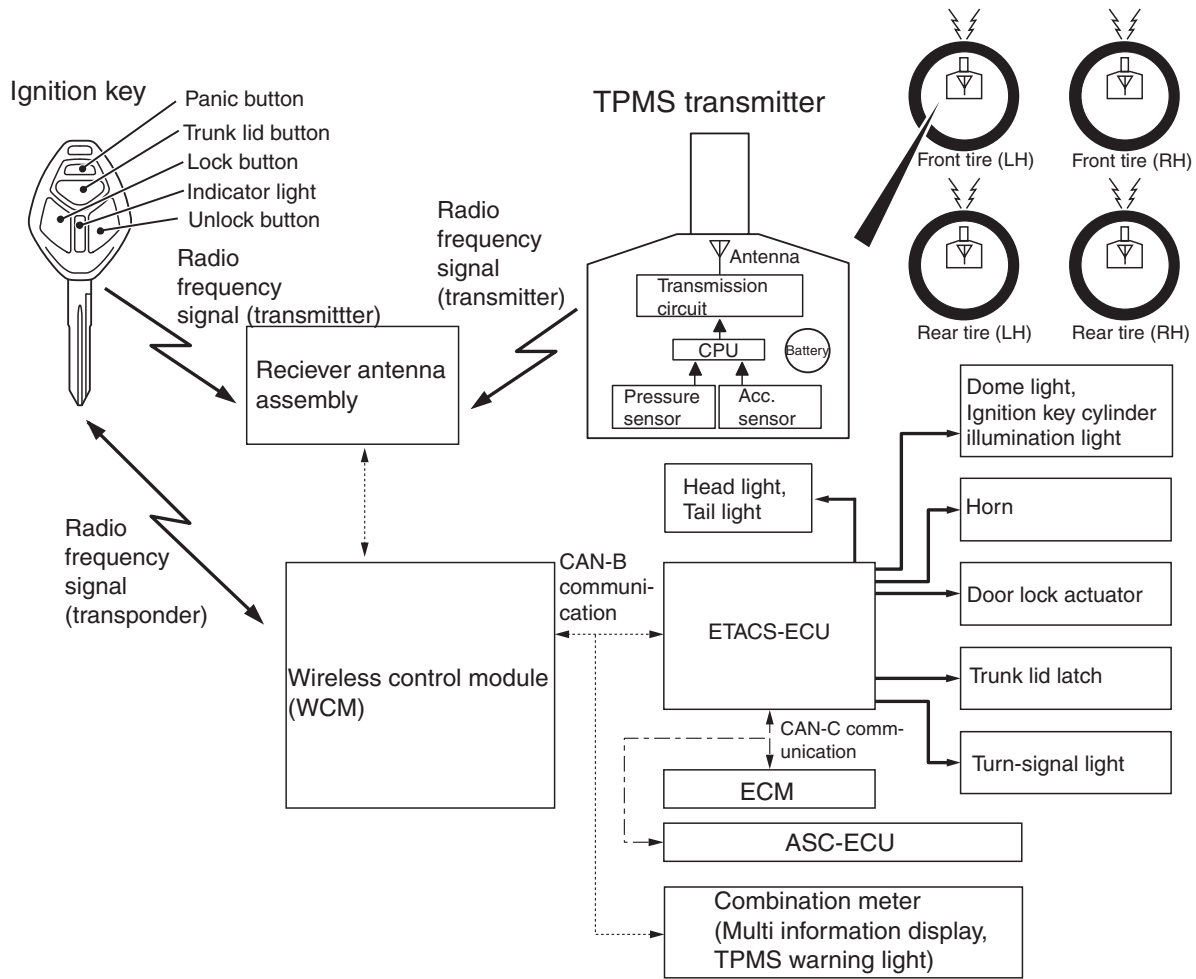 Ignition key
Panic button
Trunk lid button
Lock button
Indicator light
Unlock button
Radio
frequency
signal (transmittter)
Radio
frequency
signal
(transmitter)
TPMS transmitter
Antenna
Transmission
circuit
CPU
Battery
Pressure
sensor
Acc.
sensor
Front tire (LH)
Front tire (RH)
Rear tire (LH)
Rear tire (RH)
Reciever antenna
assembly
Radio
frequency
signal
(transponder)
Wireless control module
(WCM)
CAN-B
communi-
cation
Head light,
Tail light
ETACS-ECU
Dome light,
Ignition key cylinder
illumination light
Horn
Door lock actuator
Trunk lid latch
Turn-signal light
CAN-C comm-
unication
ECM
ASC-ECU
Combination meter
(Multi information display,
TPMS warning light)